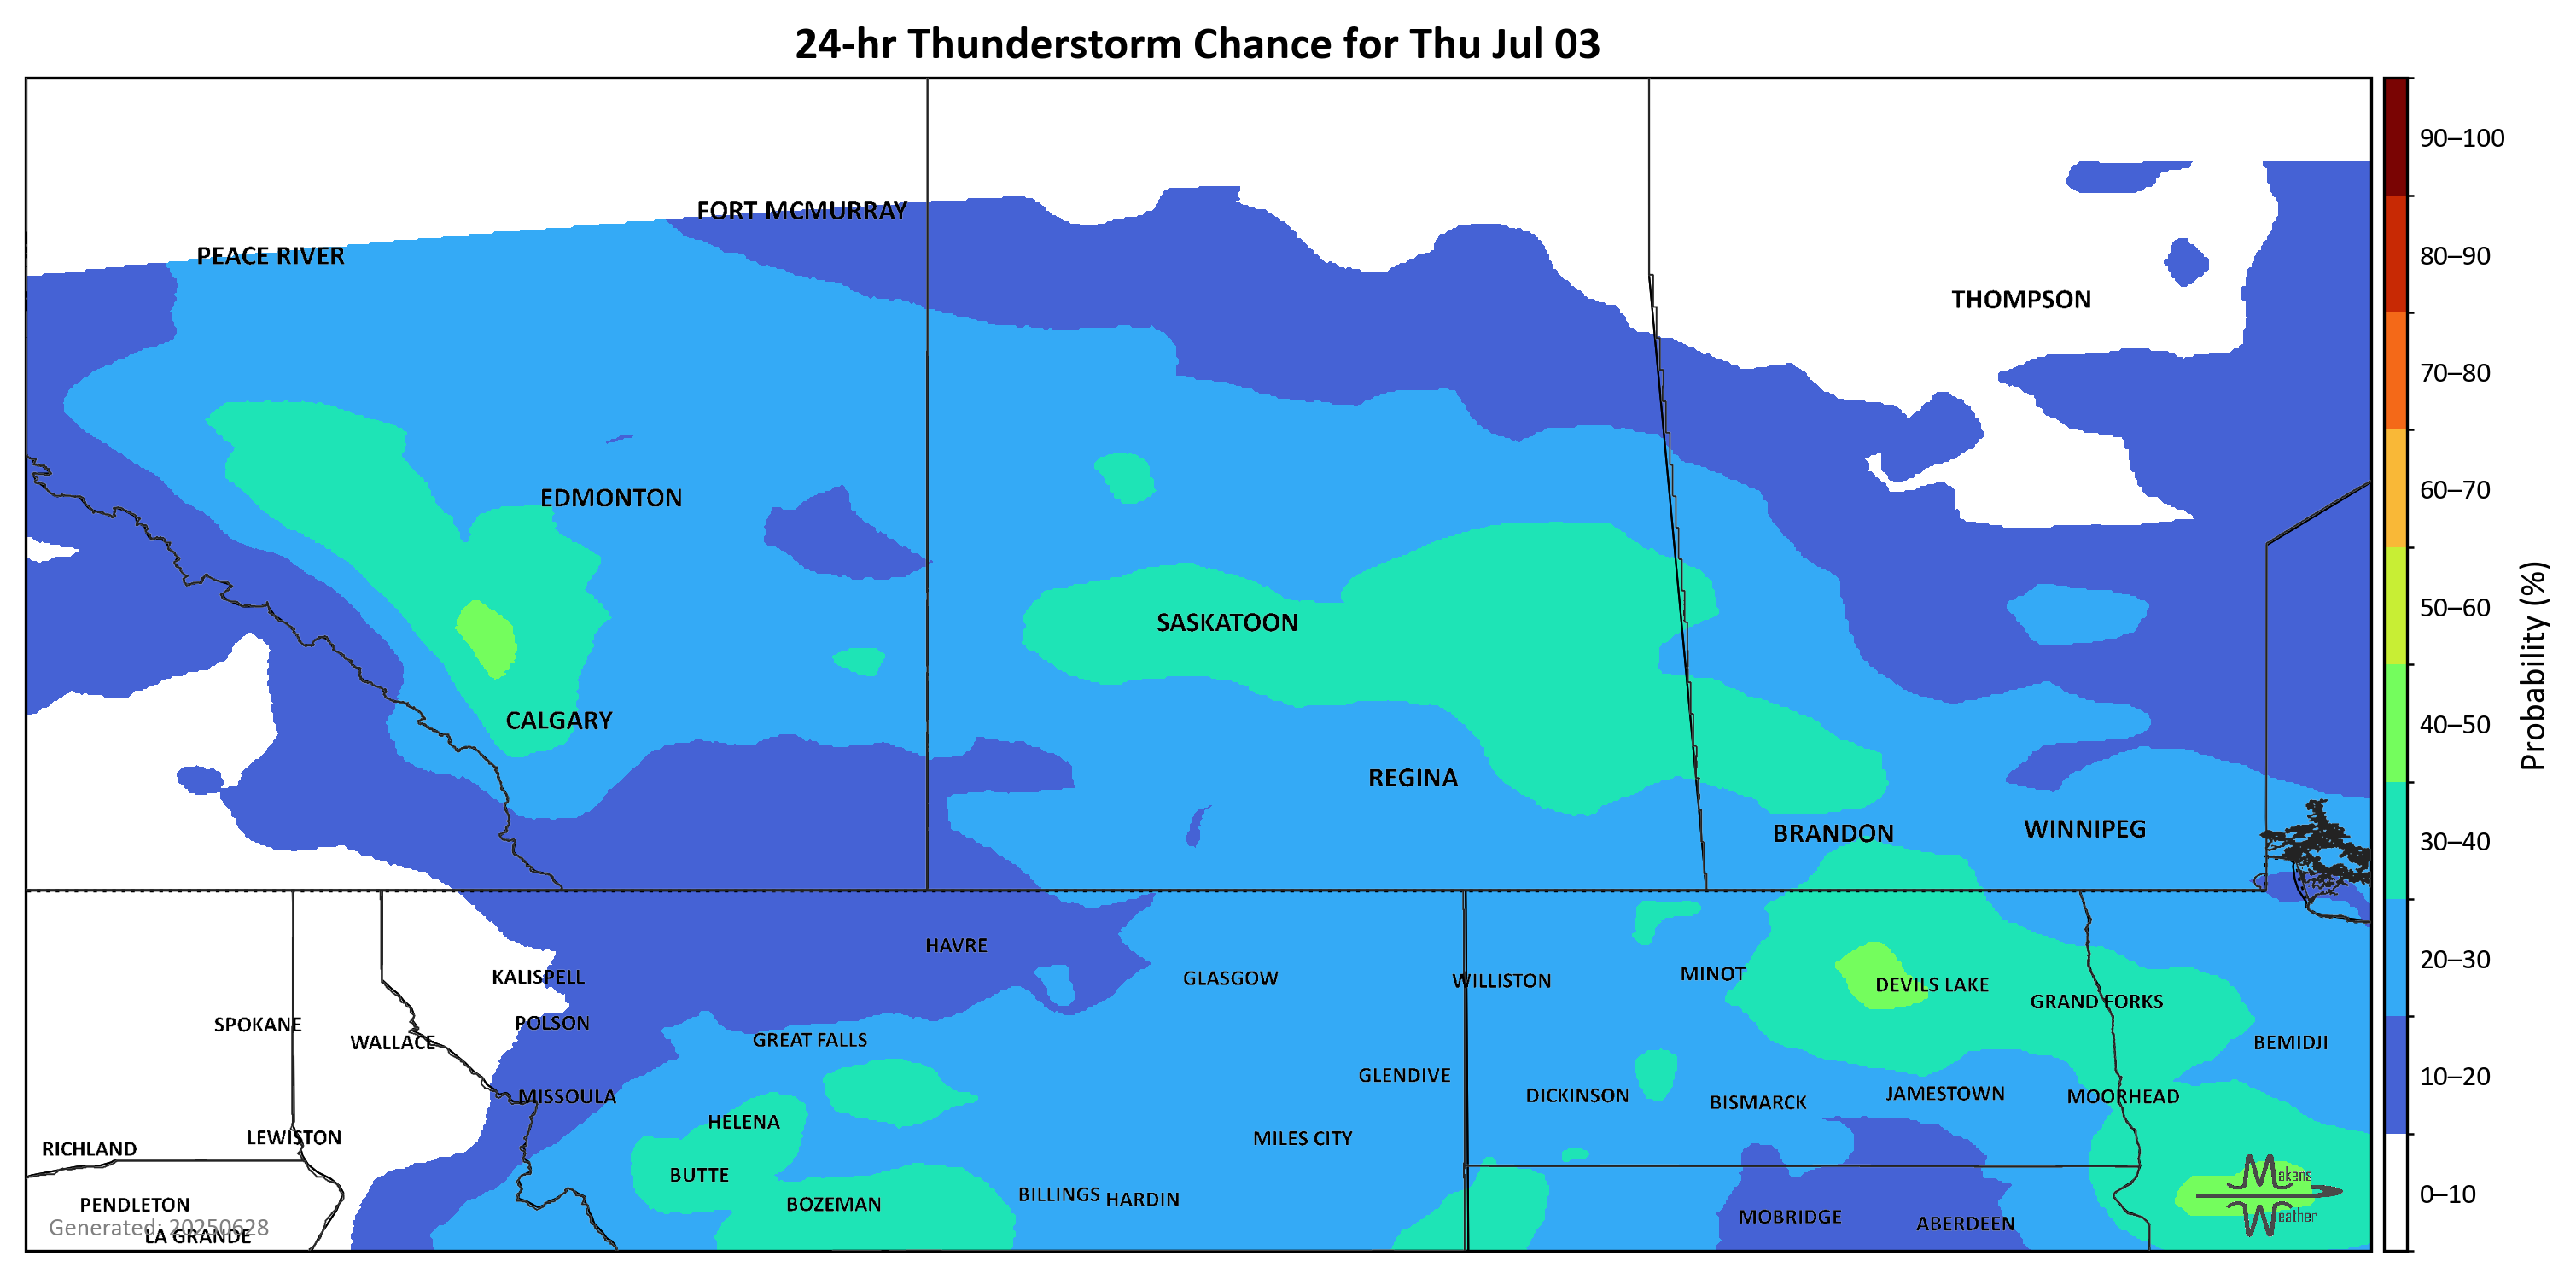 24-hr Thunderstorm Chance for Thu Jul 03
90–100
FORT MCMURRAY
PEACE RIVER
80–90
THOMPSON
70–80
EDMONTON
60–70
SASKATOON
50–60
CALGARY
40–50
Probability (%)
REGINA
BRANDON
WINNIPEG
30–40
HAVRE
20–30
KALISPELL
GLASGOW
WILLISTON
MINOT
DEVILS LAKE
GRAND FORKS
SPOKANE
POLSON
WALLACE
GREAT FALLS
BEMIDJI
GLENDIVE
10–20
MISSOULA
DICKINSON
BISMARCK
JAMESTOWN
MOORHEAD
HELENA
LEWISTON
MILES CITY
RICHLAND
BUTTE
Makens
Weather
0–10
PENDLETON
BOZEMAN
BILLINGS
HARDIN
MOBRIDGE
ABERDEEN
Generated: 20250628
LA GRANDE